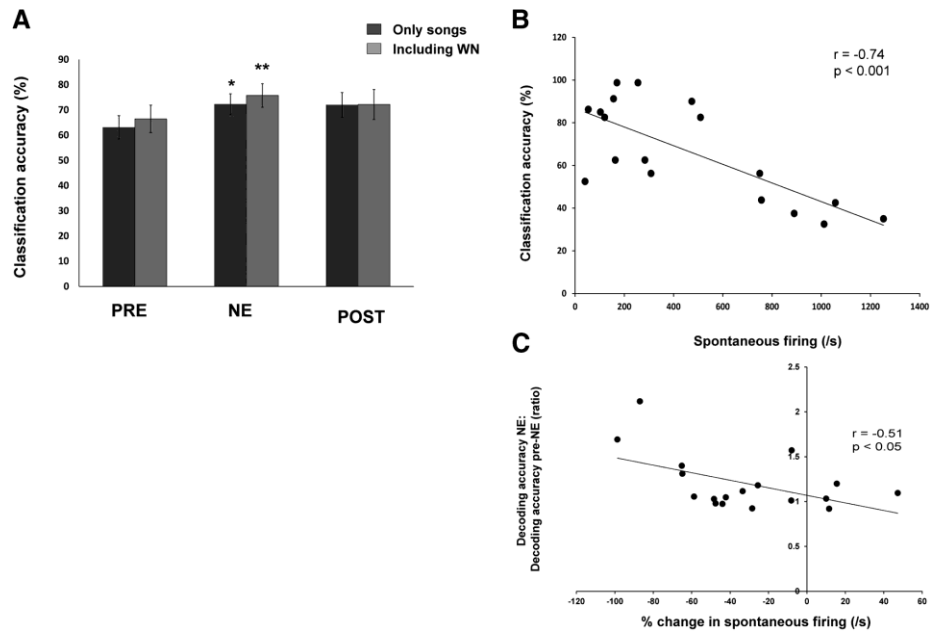 A
Only songs
Including WN
Classification accuracy (%)
90
80
70
60
50
40
30
20
10
0
*
**
PRE
NE
POST
B
Classification accuracy (%)
120
100
80
60
40
20
0
r = -0.74
p < 0.001
0
200
400
600
800
1000
1200
1400
Spontaneous firing (/s)
C
Decoding accuracy NE:
Decoding accuracy pre-NE (ratio)
2.5
2
1.5
1
0.5
0
r = -0.51
p < 0.05
-120
-100
-80
-60
-40
-20
0
20
40
60
% change in spontaneous firing (/s)